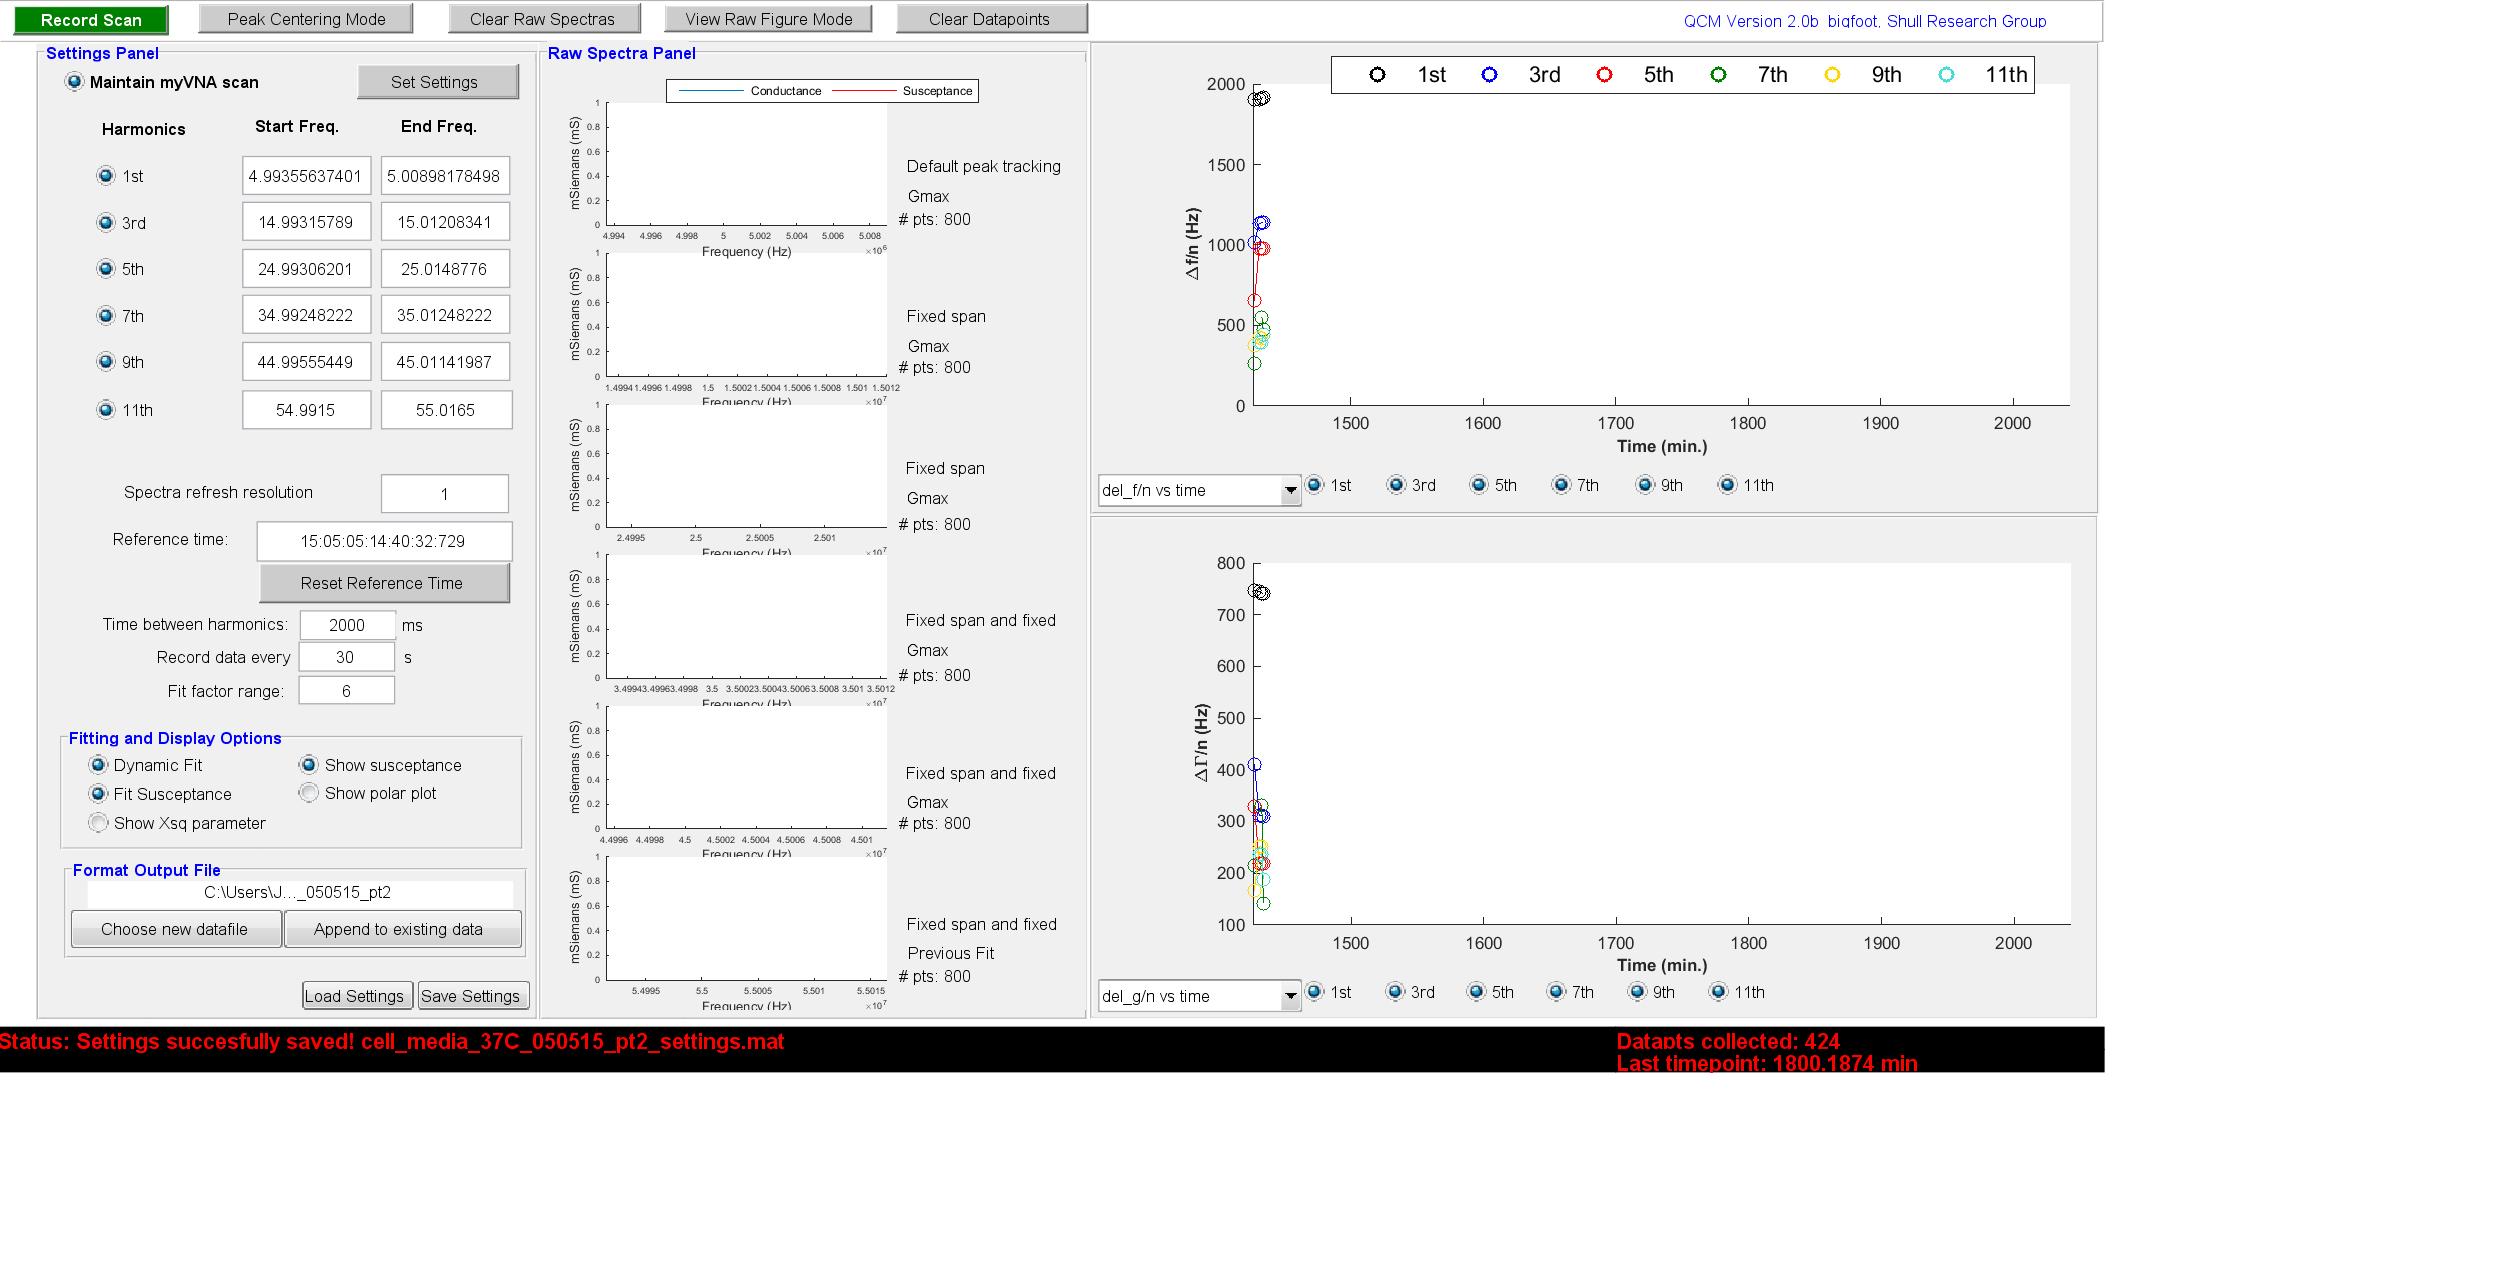 Record Scan
Peak Centering Mode
Clear Raw Spectras
View Raw Figure Mode
Clear Datapoints
QCM Version 2.0b bigfoot, Shull Research Group
Settings Panel
Maintain myVNA scan
Set Settings
Harmonics Start Freq. End Freq.
1st 4.99355637401 5.00898178498
3rd 14.99315789 15.01208341
5th 24.99306201 25.0148776
7th 34.99248222 35.01248222
9th 44.99555449 45.01141987
11th 54.9915 55.0165
Spectra refresh resolution 1
Reference time: 15:05:05:14:40:32:729
Reset Reference Time
Time between harmonics: 2000 ms
Record data every 30 s
Fit factor range: 6
Fitting and Display Options
Dynamic Fit Show susceptance
Fit Susceptance Show polar plot
Show Xsq parameter
Format Output File
C:\Users\J..._050515_pt2
Choose new datafile Append to existing data
Load Settings Save Settings
Raw Spectra Panel
Conductance Susceptance
mSiemans (mS)
1
0.8
0.6
0.4
0.2
0
4.994 4.996 4.998 5 5.002 5.004 5.006 5.008
Frequency (Hz) ×10⁶
Default peak tracking
Gmax
# pts: 800
mSiemans (mS)
1
0.8
0.6
0.4
0.2
0
1.4994 1.4996 1.4998 1.5 1.5002 1.5004 1.5006 1.5008 1.501 1.5012
Frequency (Hz) ×10⁷
Fixed span
Gmax
# pts: 800
mSiemans (mS)
1
0.8
0.6
0.4
0.2
0
2.4995 2.5 2.5005 2.501
Frequency (Hz) ×10⁷
Fixed span
Gmax
# pts: 800
mSiemans (mS)
1
0.8
0.6
0.4
0.2
0
3.4994 3.4996 3.4998 3.5 3.5002 3.5004 3.5006 3.5008 3.501 3.5012
Frequency (Hz) ×10⁷
Fixed span and fixed
Gmax
# pts: 800
mSiemans (mS)
1
0.8
0.6
0.4
0.2
0
4.4996 4.4998 4.5 4.5002 4.5004 4.5006 4.5008 4.501
Frequency (Hz) ×10⁷
Fixed span and fixed
Gmax
# pts: 800
mSiemans (mS)
1
0.8
0.6
0.4
0.2
0
5.4995 5.5 5.5005 5.501 5.5015
Frequency (Hz) ×10⁷
Fixed span and fixed
Previous Fit
# pts: 800
1st 3rd 5th 7th 9th 11th
Δf/n (Hz)
2000
1500
1000
500
0
1500 1600 1700 1800 1900 2000
Time (min.)
del_f/n vs time 1st 3rd 5th 7th 9th 11th
ΔΓ/n (Hz)
800
700
600
500
400
300
200
100
1500 1600 1700 1800 1900 2000
Time (min.)
del_g/n vs time 1st 3rd 5th 7th 9th 11th
Status: Settings succesfully saved! cell_media_37C_050515_pt2_settings.mat
Datapts collected: 424
Last timepoint: 1800.1874 min